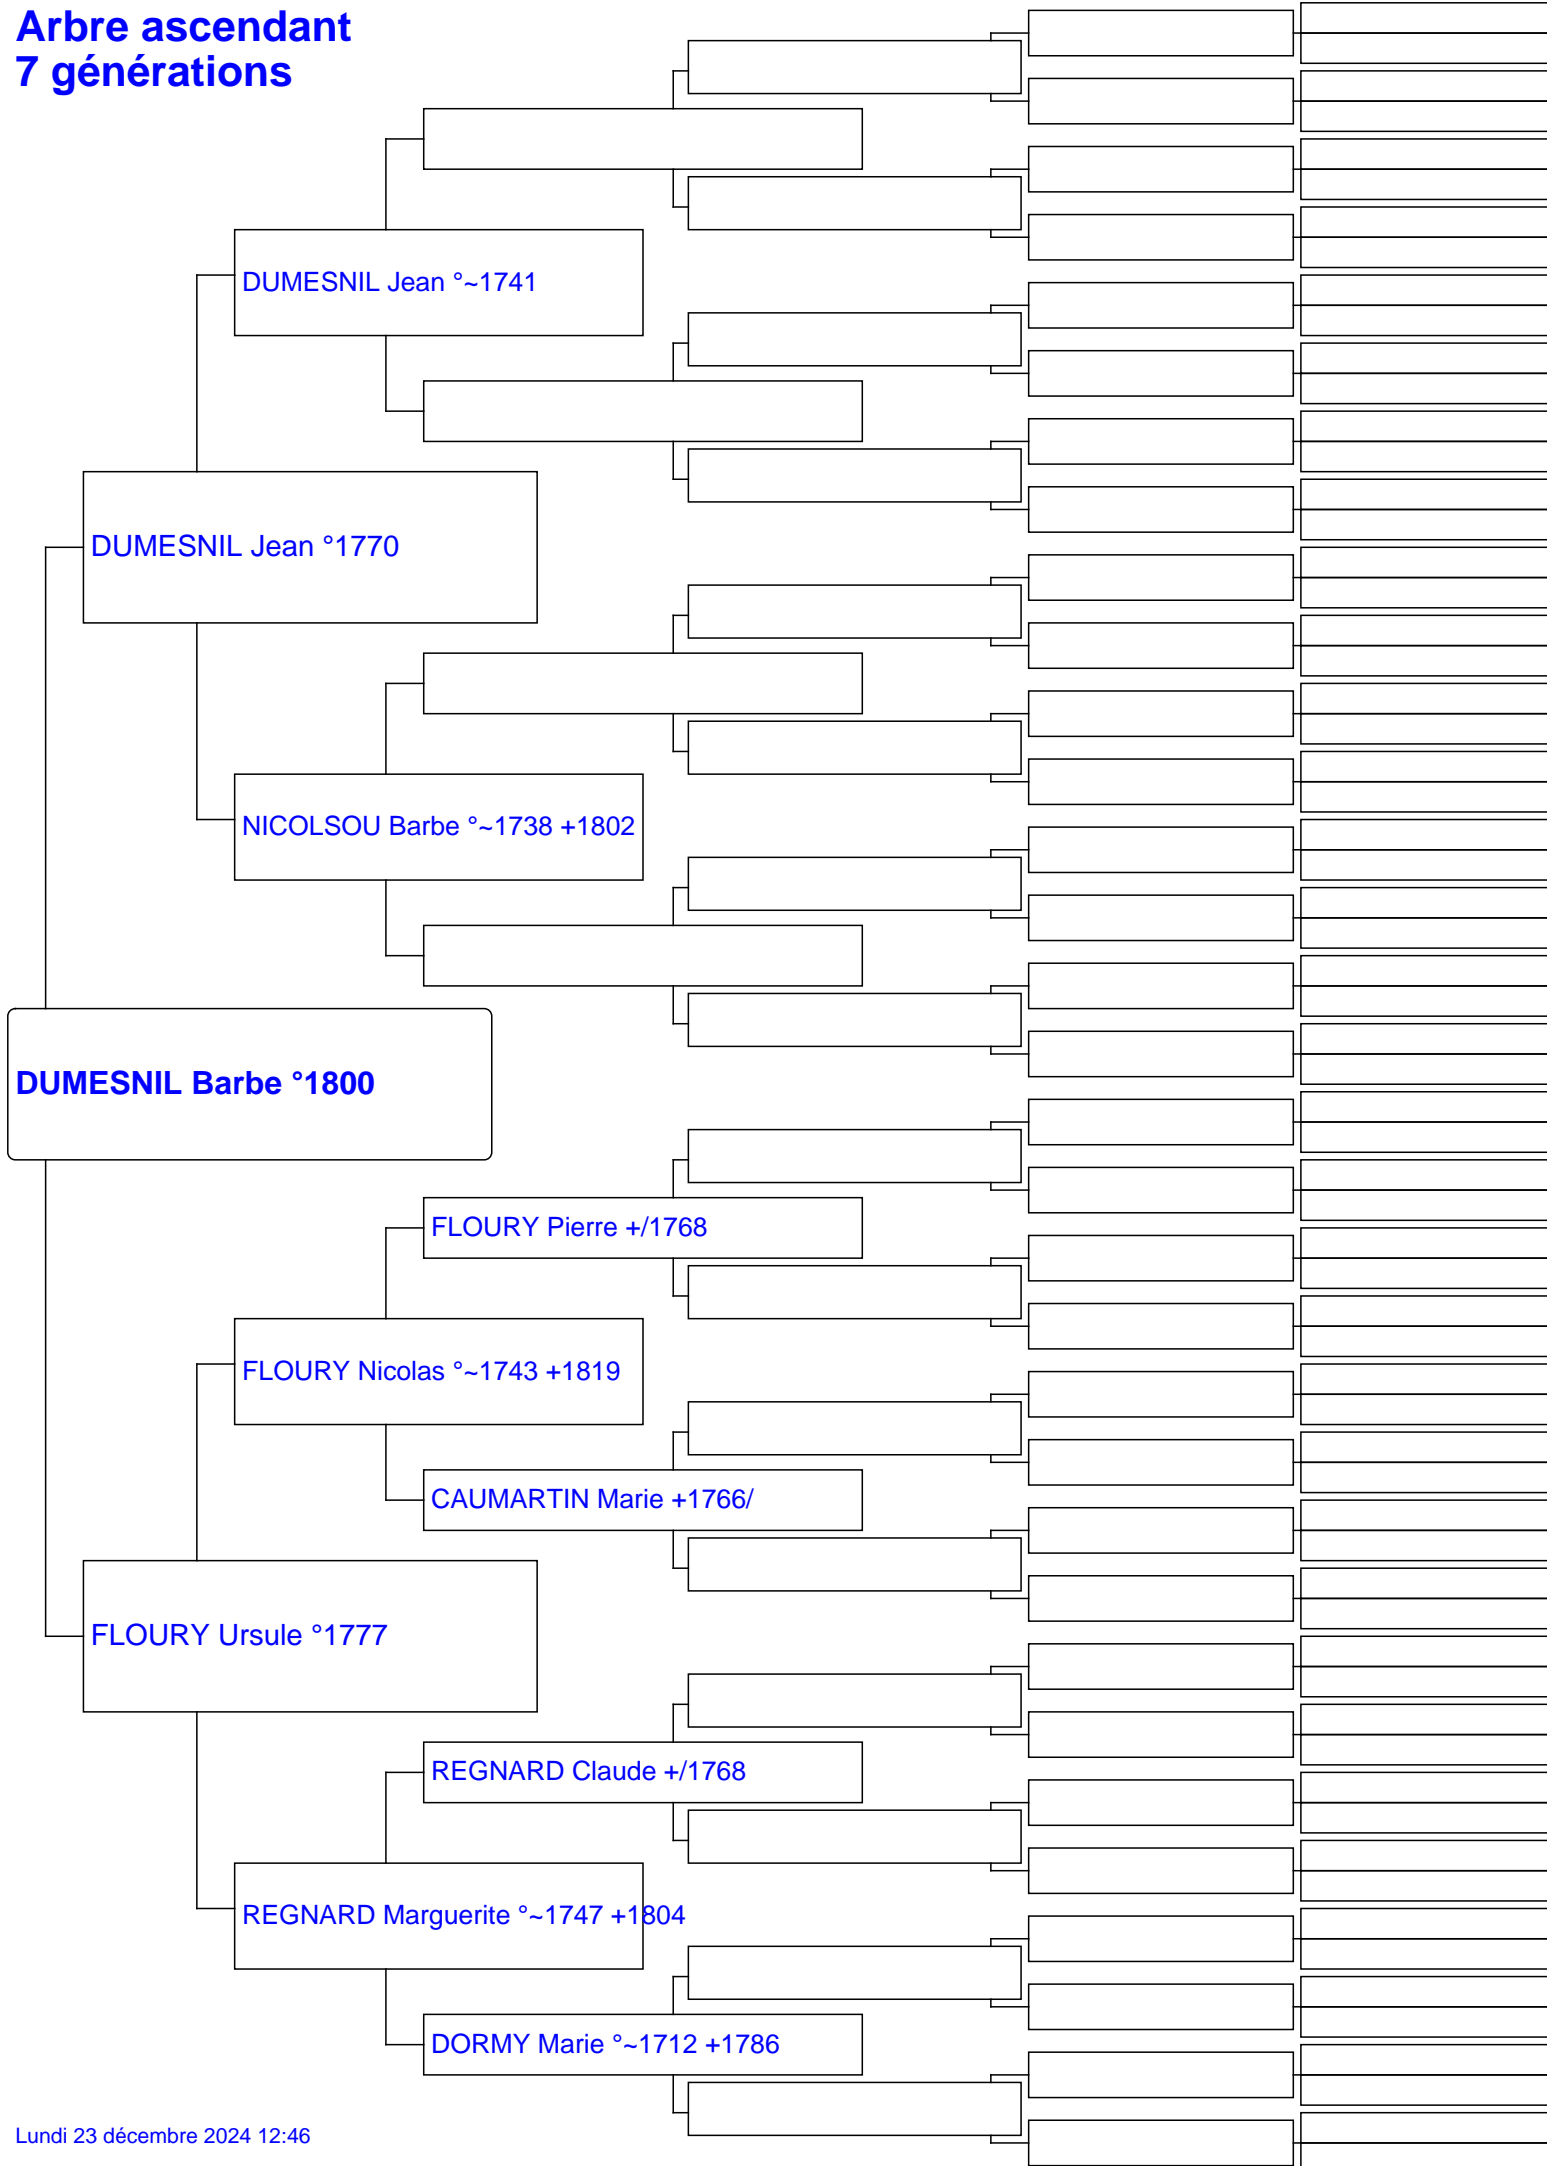 Arbre ascendant
7 générations
DUMESNIL Jean °~1741
DUMESNIL Jean °1770
NICOLSOU Barbe °~1738 +1802
DUMESNIL Barbe °1800
FLOURY Pierre +/1768
FLOURY Nicolas °~1743 +1819
CAUMARTIN Marie +1766/
FLOURY Ursule °1777
REGNARD Claude +/1768
REGNARD Marguerite °~1747 +1804
DORMY Marie °~1712 +1786
Lundi 23 décembre 2024 12:46